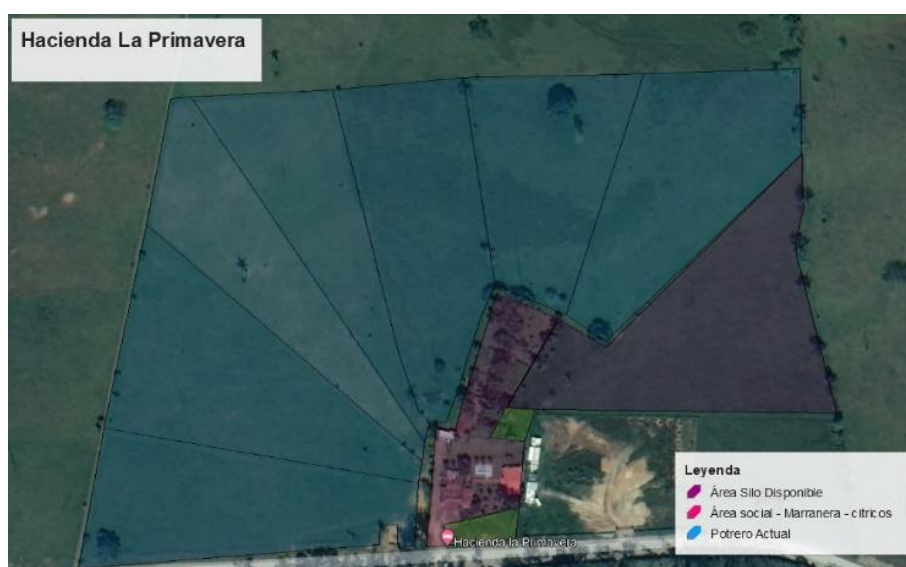 Hacienda La Primavera
Leyenda
Área Silo Disponible
Área social - Marranera - cítricos
Potrero Actual
Hacienda la Primavera